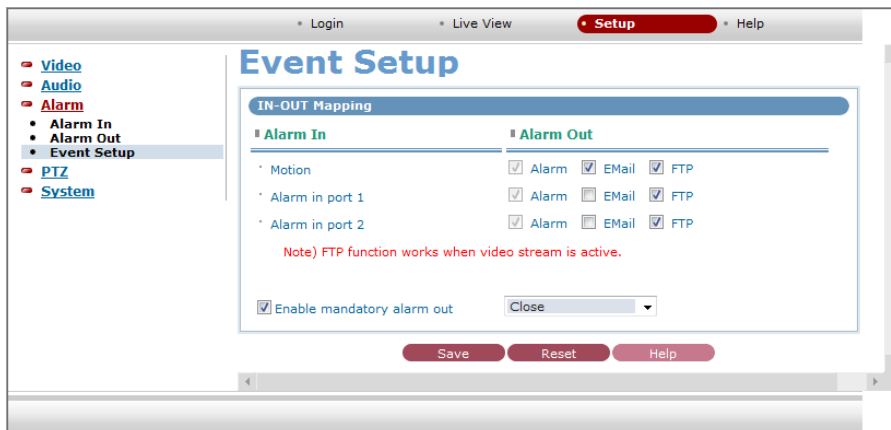 Login Live View Setup Help
Video
Audio
Alarm
Alarm In
Alarm Out
Event Setup
PTZ
System
Event Setup
IN-OUT Mapping
Alarm In Alarm Out
Motion Alarm EMail FTP
Alarm in port 1 Alarm EMail FTP
Alarm in port 2 Alarm EMail FTP
Note) FTP function works when video stream is active.
Enable mandatory alarm out Close
Save Reset Help